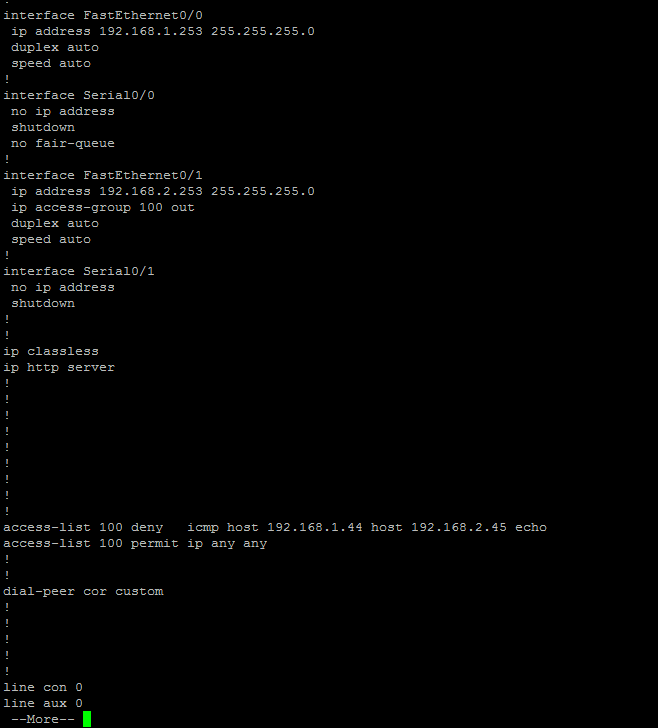 !
interface FastEthernet0/0
 ip address 192.168.1.253 255.255.255.0
 duplex auto
 speed auto
!
interface Serial0/0
 no ip address
 shutdown
 no fair-queue
!
interface FastEthernet0/1
 ip address 192.168.2.253 255.255.255.0
 ip access-group 100 out
 duplex auto
 speed auto
!
interface Serial0/1
 no ip address
 shutdown
!
!
ip classless
ip http server
!
!
!
!
!
!
!
!
!
access-list 100 deny   icmp host 192.168.1.44 host 192.168.2.45 echo
access-list 100 permit ip any any
!
!
dial-peer cor custom
!
!
!
!
!
line con 0
line aux 0
 --More--